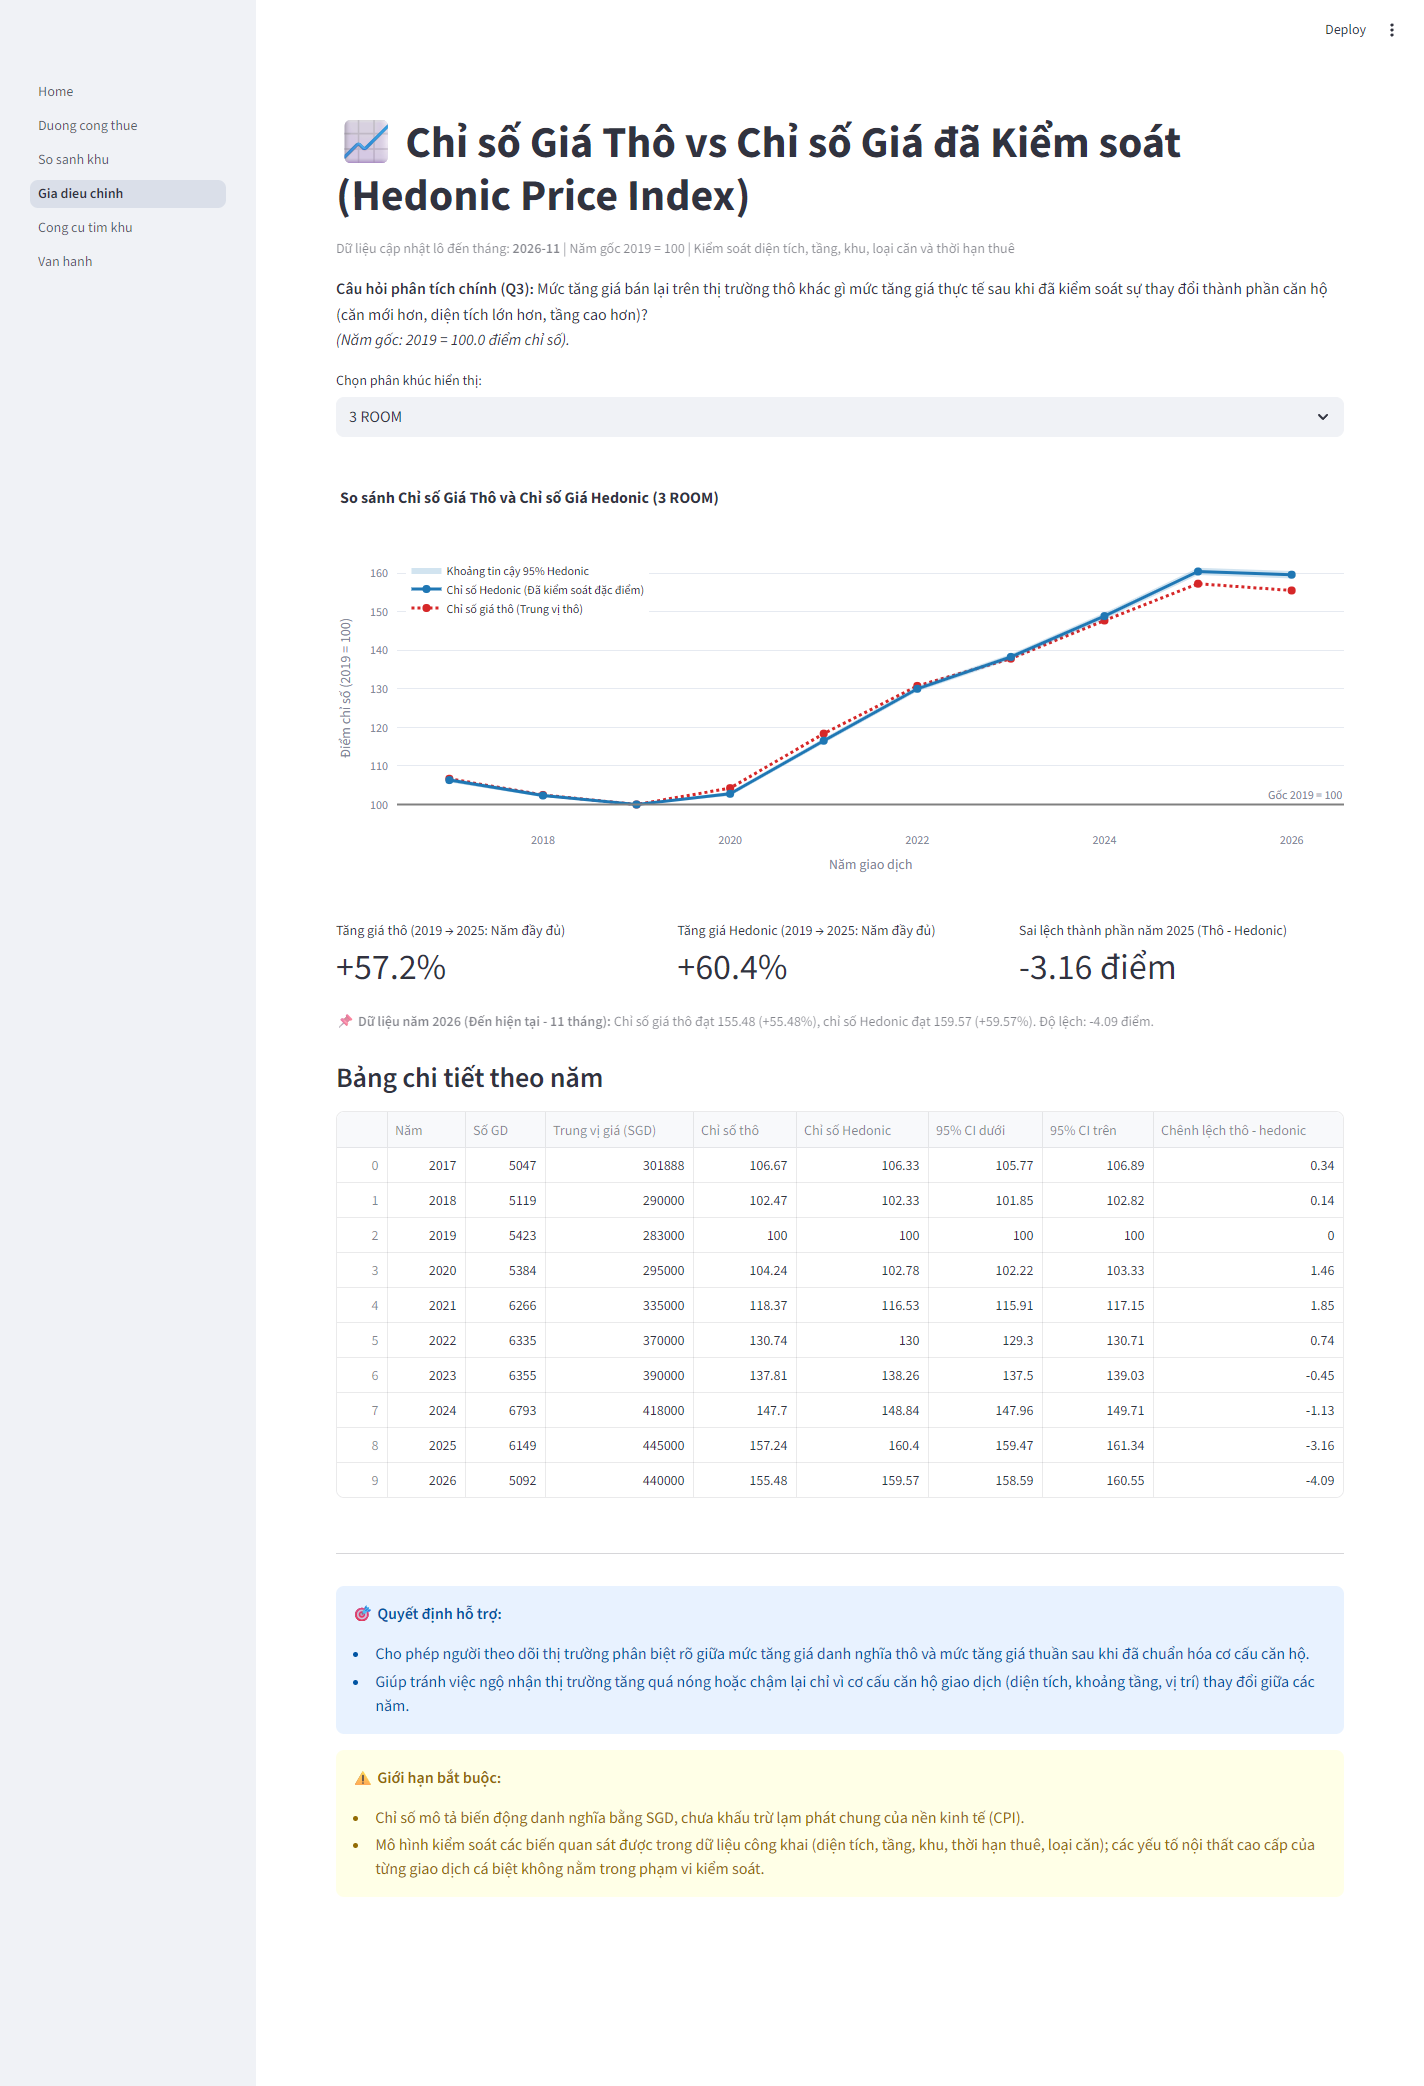 Deploy
Home
Duong cong thue
So sanh khu
Gia dieu chinh
Cong cu tim khu
Van hanh
Chỉ số Giá Thô vs Chỉ số Giá đã Kiểm soát
(Hedonic Price Index)
Dữ liệu cập nhật lô đến tháng: 2026-11 | Năm gốc 2019 = 100 | Kiểm soát diện tích, tầng, khu, loại căn và thời hạn thuê
Câu hỏi phân tích chính (Q3): Mức tăng giá bán lại trên thị trường thô khác gì mức tăng giá thực tế sau khi đã kiểm soát sự thay đổi thành phần căn hộ
(căn mới hơn, diện tích lớn hơn, tầng cao hơn)?
(Năm gốc: 2019 = 100.0 điểm chỉ số).
Chọn phân khúc hiển thị:
3 ROOM
So sánh Chỉ số Giá Thô và Chỉ số Giá Hedonic (3 ROOM)
Khoảng tin cậy 95% Hedonic
Chỉ số Hedonic (Đã kiểm soát đặc điểm)
Chỉ số giá thô (Trung vị thô)
160
150
140
130
120
110
100
Điểm chỉ số (2019 = 100)
Gốc 2019 = 100
2018 2020 2022 2024 2026
Năm giao dịch
Tăng giá thô (2019 → 2025: Năm đầy đủ)
+57.2%
Tăng giá Hedonic (2019 → 2025: Năm đầy đủ)
+60.4%
Sai lệch thành phần năm 2025 (Thô - Hedonic)
-3.16 điểm
Dữ liệu năm 2026 (Đến hiện tại - 11 tháng): Chỉ số giá thô đạt 155.48 (+55.48%), chỉ số Hedonic đạt 159.57 (+59.57%). Độ lệch: -4.09 điểm.
Bảng chi tiết theo năm
Năm Số GD Trung vị giá (SGD) Chỉ số thô Chỉ số Hedonic 95% CI dưới 95% CI trên Chênh lệch thô - hedonic
0 2017 5047 301888 106.67 106.33 105.77 106.89 0.34
1 2018 5119 290000 102.47 102.33 101.85 102.82 0.14
2 2019 5423 283000 100 100 100 100 0
3 2020 5384 295000 104.24 102.78 102.22 103.33 1.46
4 2021 6266 335000 118.37 116.53 115.91 117.15 1.85
5 2022 6335 370000 130.74 130 129.3 130.71 0.74
6 2023 6355 390000 137.81 138.26 137.5 139.03 -0.45
7 2024 6793 418000 147.7 148.84 147.96 149.71 -1.13
8 2025 6149 445000 157.24 160.4 159.47 161.34 -3.16
9 2026 5092 440000 155.48 159.57 158.59 160.55 -4.09
Quyết định hỗ trợ:
• Cho phép người theo dõi thị trường phân biệt rõ giữa mức tăng giá danh nghĩa thô và mức tăng giá thuần sau khi đã chuẩn hóa cơ cấu căn hộ.
• Giúp tránh việc ngộ nhận thị trường tăng quá nóng hoặc chậm lại chỉ vì cơ cấu căn hộ giao dịch (diện tích, khoảng tầng, vị trí) thay đổi giữa các
năm.
Giới hạn bắt buộc:
• Chỉ số mô tả biến động danh nghĩa bằng SGD, chưa khấu trừ lạm phát chung của nền kinh tế (CPI).
• Mô hình kiểm soát các biến quan sát được trong dữ liệu công khai (diện tích, tầng, khu, thời hạn thuê, loại căn); các yếu tố nội thất cao cấp của
từng giao dịch cá biệt không nằm trong phạm vi kiểm soát.